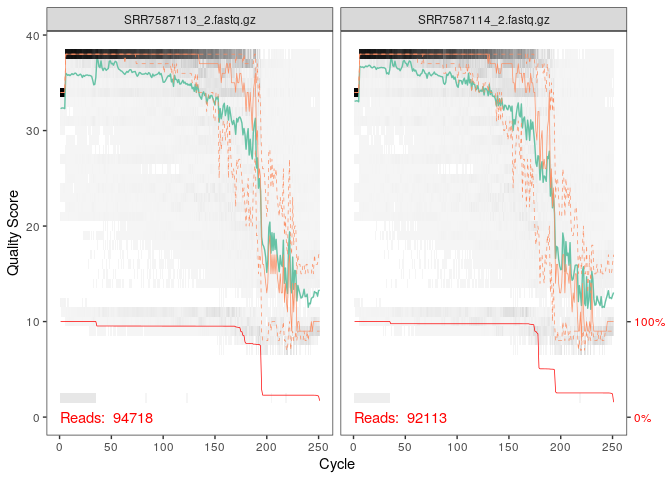 SRR7587113_2.fastq.gz
SRR7587114_2.fastq.gz
40
30
20
10
0
Quality Score
100%
0%
Reads: 94718
Reads: 92113
0 50 100 150 200 250
0 50 100 150 200 250
Cycle